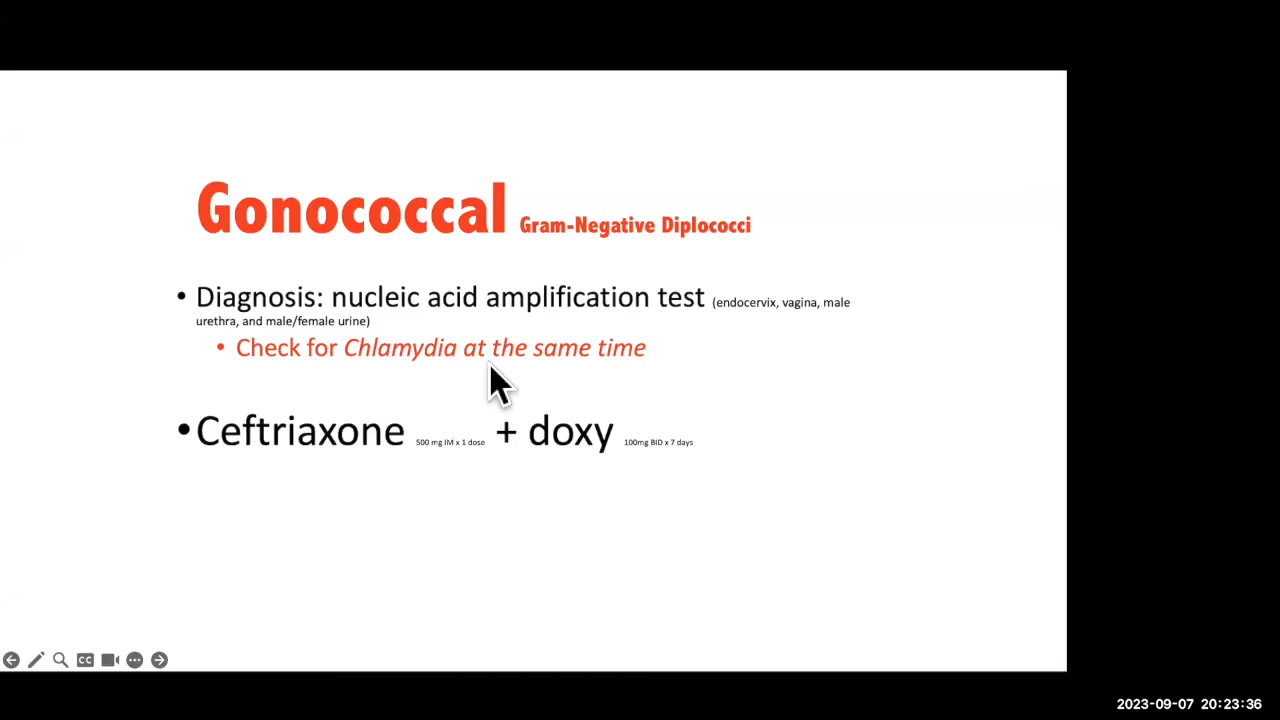 Gonococcal Gram-Negative Diplococci
• Diagnosis: nucleic acid amplification test (endocervix, vagina, male
urethra, and male/female urine)
• Check for Chlamydia at the same time
• Ceftriaxone 500 mg IM x 1 dose + doxy 100mg BID x 7 days
CC
2023-09-07 20:23:36